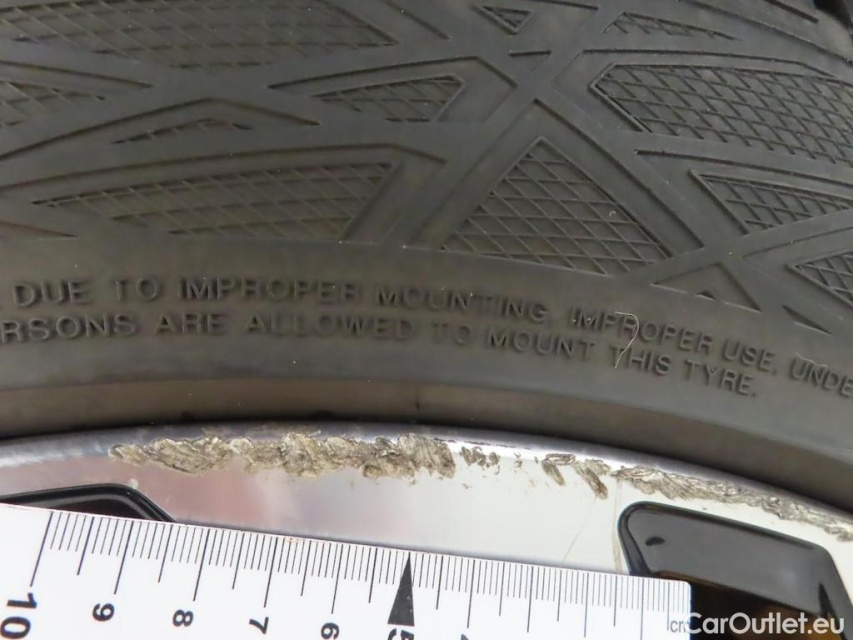 DUE TO IMPROPER MOUNTING, IMPROPER USE, UNDE
RSONS ARE ALLOWED TO MOUNT THIS TYRE.
10 9 8 7 6 5
CarOutlet.eu